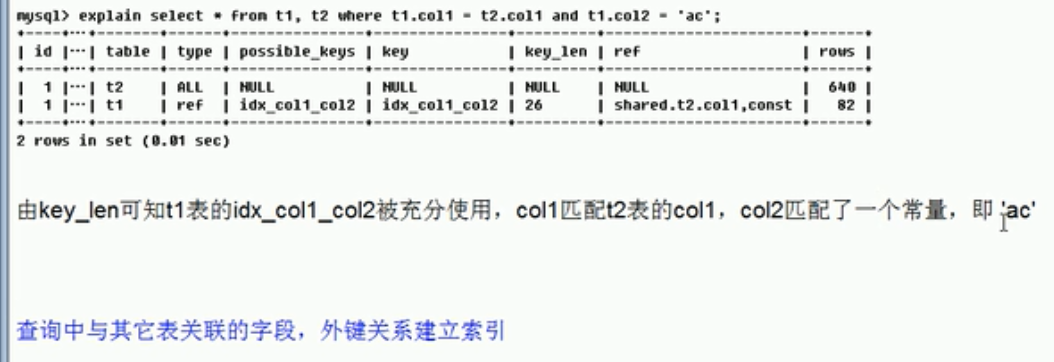 mysql> explain select * from t1, t2 where t1.col1 = t2.col1 and t1.col2 = 'ac';
+----+···+-------+------+---------------+---------------+---------+----------------------+------+
| id |···| table | type | possible_keys | key | key_len | ref | rows |
+----+···+-------+------+---------------+---------------+---------+----------------------+------+
| 1 |···| t2 | ALL | NULL | NULL | NULL | NULL | 640 |
| 1 |···| t1 | ref | idx_col1_col2 | idx_col1_col2 | 26 | shared.t2.col1,const | 82 |
+----+···+-------+------+---------------+---------------+---------+----------------------+------+
2 rows in set (0.01 sec)
由key_len可知t1表的idx_col1_col2被充分使用，col1匹配t2表的col1，col2匹配了一个常量，即 'ac'
查询中与其它表关联的字段，外键关系建立索引